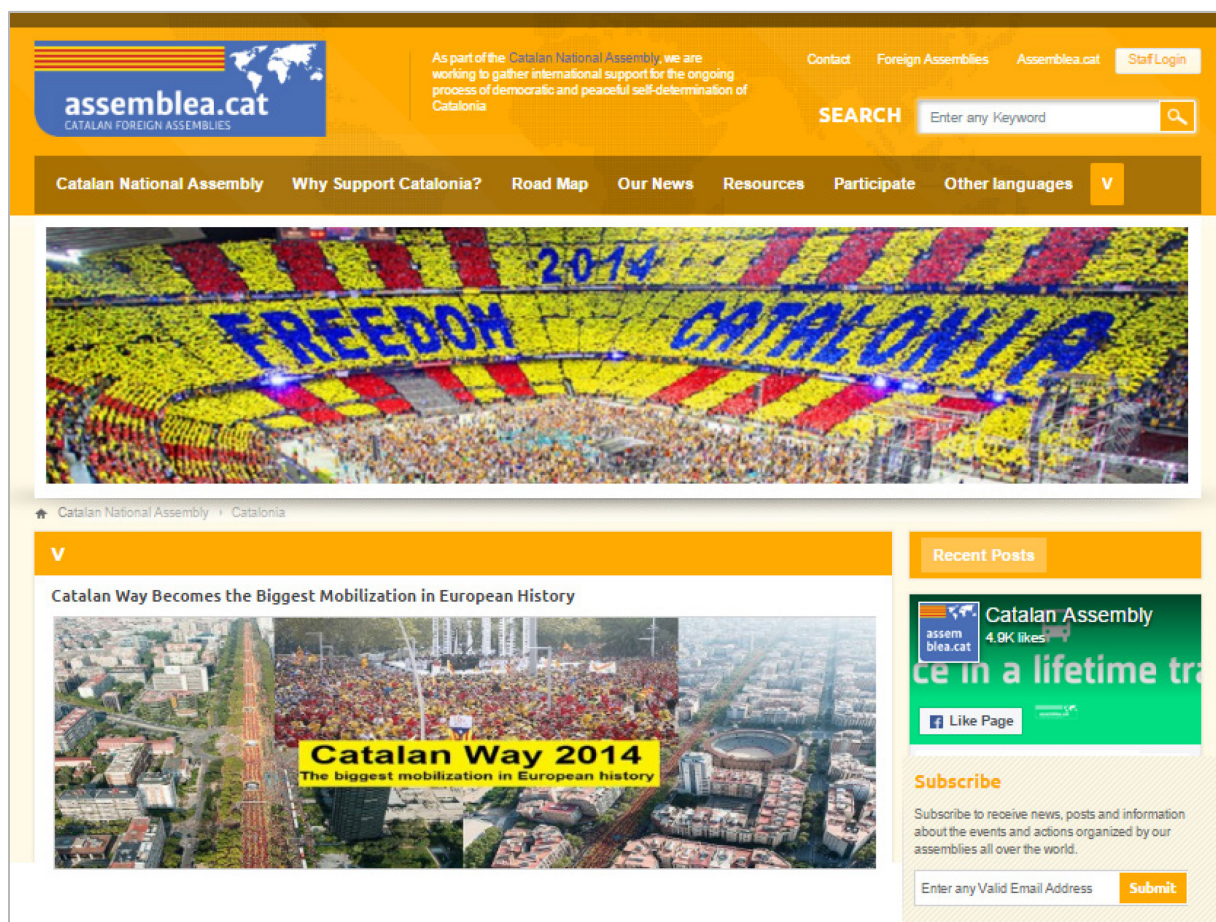 assemblea.cat
CATALAN FOREIGN ASSEMBLIES
As part of the Catalan National Assembly, we are
working to gather international support for the ongoing
process of democratic and peaceful self-determination of
Catalonia
Contact
Foreign Assemblies
Assemblea.cat
Staf Login
SEARCH
Enter any Keyword
Catalan National Assembly
Why Support Catalonia?
Road Map
Our News
Resources
Participate
Other languages
V
2014
FREEDOM CATALONIA
Catalan National Assembly › Catalonia
V
Catalan Way Becomes the Biggest Mobilization in European History
Catalan Way 2014
The biggest mobilization in European history
Recent Posts
assem
blea.cat
Catalan Assembly
4.9K likes
ce in a lifetime tra
Like Page
Subscribe
Subscribe to receive news, posts and information
about the events and actions organized by our
assemblies all over the world.
Enter any Valid Email Address
Submit